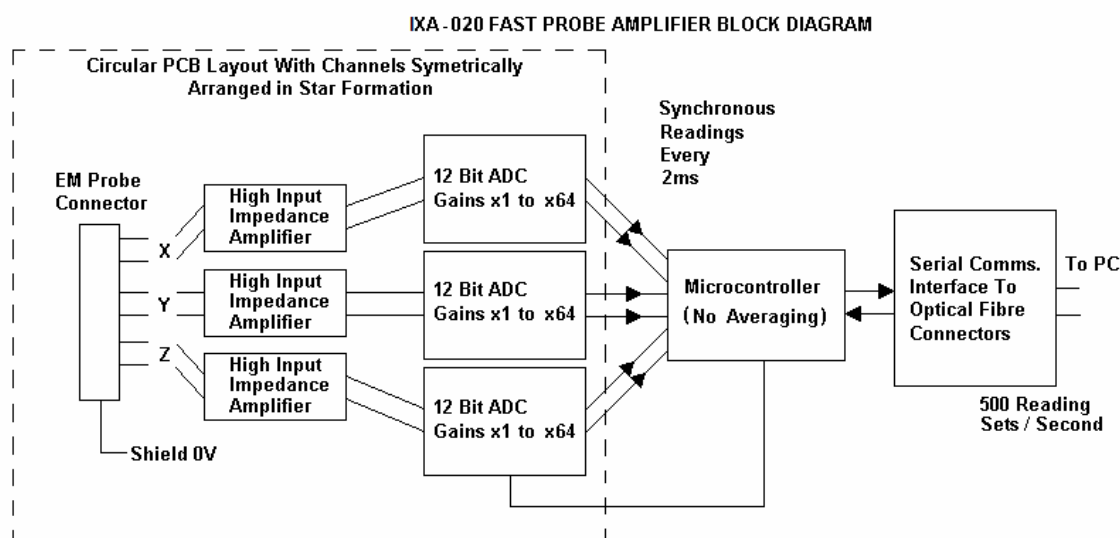 IXA-020 FAST PROBE AMPLIFIER BLOCK DIAGRAM
Circular PCB Layout With Channels Symetrically
Arranged in Star Formation
EM Probe
Connector
X
Y
Z
Shield 0V
High Input
Impedance
Amplifier
High Input
Impedance
Amplifier
High Input
Impedance
Amplifier
12 Bit ADC
Gains x1 to x64
12 Bit ADC
Gains x1 to x64
12 Bit ADC
Gains x1 to x64
Synchronous
Readings
Every
2ms
Microcontroller
(No Averaging)
Serial Comms.
Interface To
Optical Fibre
Connectors
To PC
500 Reading
Sets / Second